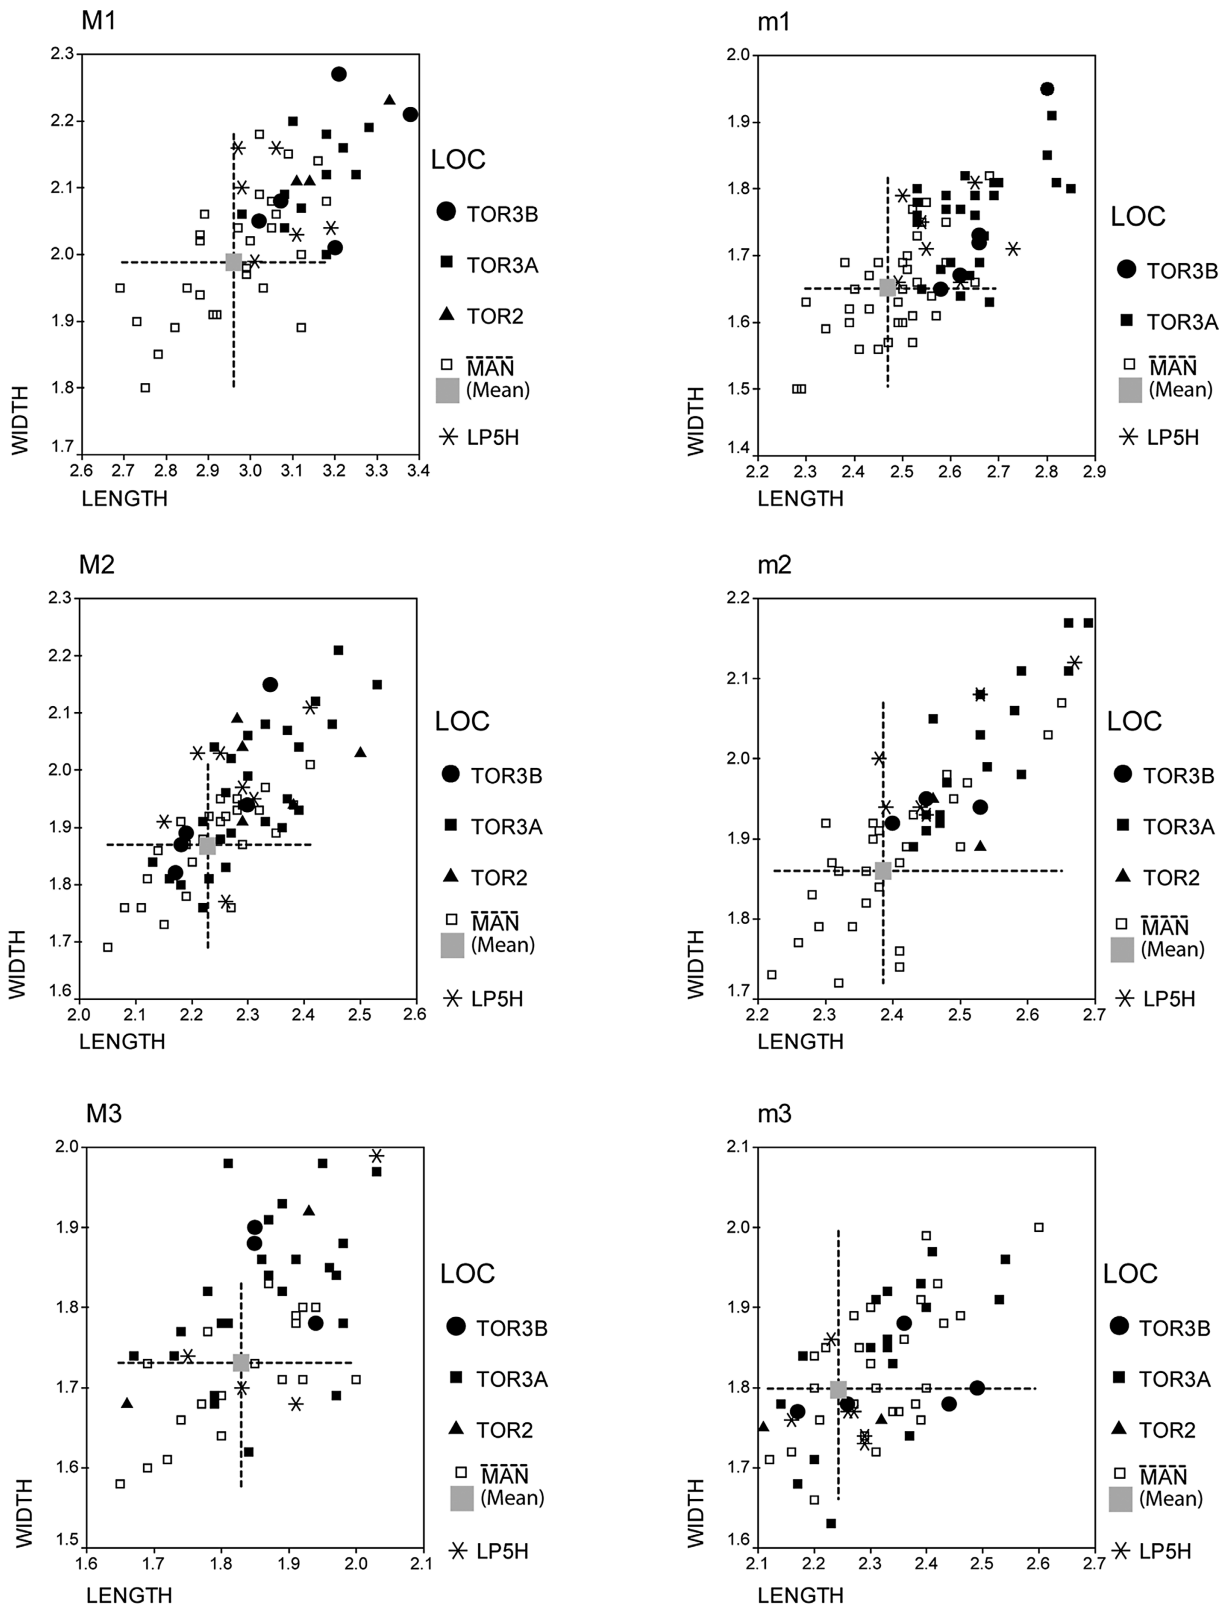 M1
2.3
2.2
2.1
2.0
1.9
1.8
1.7
WIDTH
2.6 2.7 2.8 2.9 3.0 3.1 3.2 3.3 3.4
LENGTH
LOC
TOR3B
TOR3A
TOR2
MAN
(Mean)
LP5H
m1
2.0
1.9
1.8
1.7
1.6
1.5
1.4
WIDTH
2.2 2.3 2.4 2.5 2.6 2.7 2.8 2.9
LENGTH
LOC
TOR3B
TOR3A
MAN
(Mean)
LP5H
M2
2.3
2.2
2.1
2.0
1.9
1.8
1.7
1.6
WIDTH
2.0 2.1 2.2 2.3 2.4 2.5 2.6
LENGTH
LOC
TOR3B
TOR3A
TOR2
MAN
(Mean)
LP5H
m2
2.2
2.1
2.0
1.9
1.8
1.7
WIDTH
2.2 2.3 2.4 2.5 2.6 2.7
LENGTH
LOC
TOR3B
TOR3A
TOR2
MAN
(Mean)
LP5H
M3
2.0
1.9
1.8
1.7
1.6
1.5
WIDTH
1.6 1.7 1.8 1.9 2.0 2.1
LENGTH
LOC
TOR3B
TOR3A
TOR2
MAN
(Mean)
LP5H
m3
2.1
2.0
1.9
1.8
1.7
1.6
WIDTH
2.1 2.2 2.3 2.4 2.5 2.6 2.7
LENGTH
LOC
TOR3B
TOR3A
TOR2
MAN
(Mean)
LP5H